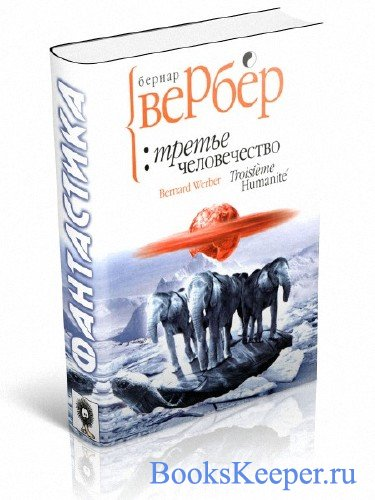 ФАНТАСТИКА
бернар
вербер
:третье
человечество
Bernard Werber Troisième
Humanité
BooksKeeper.ru